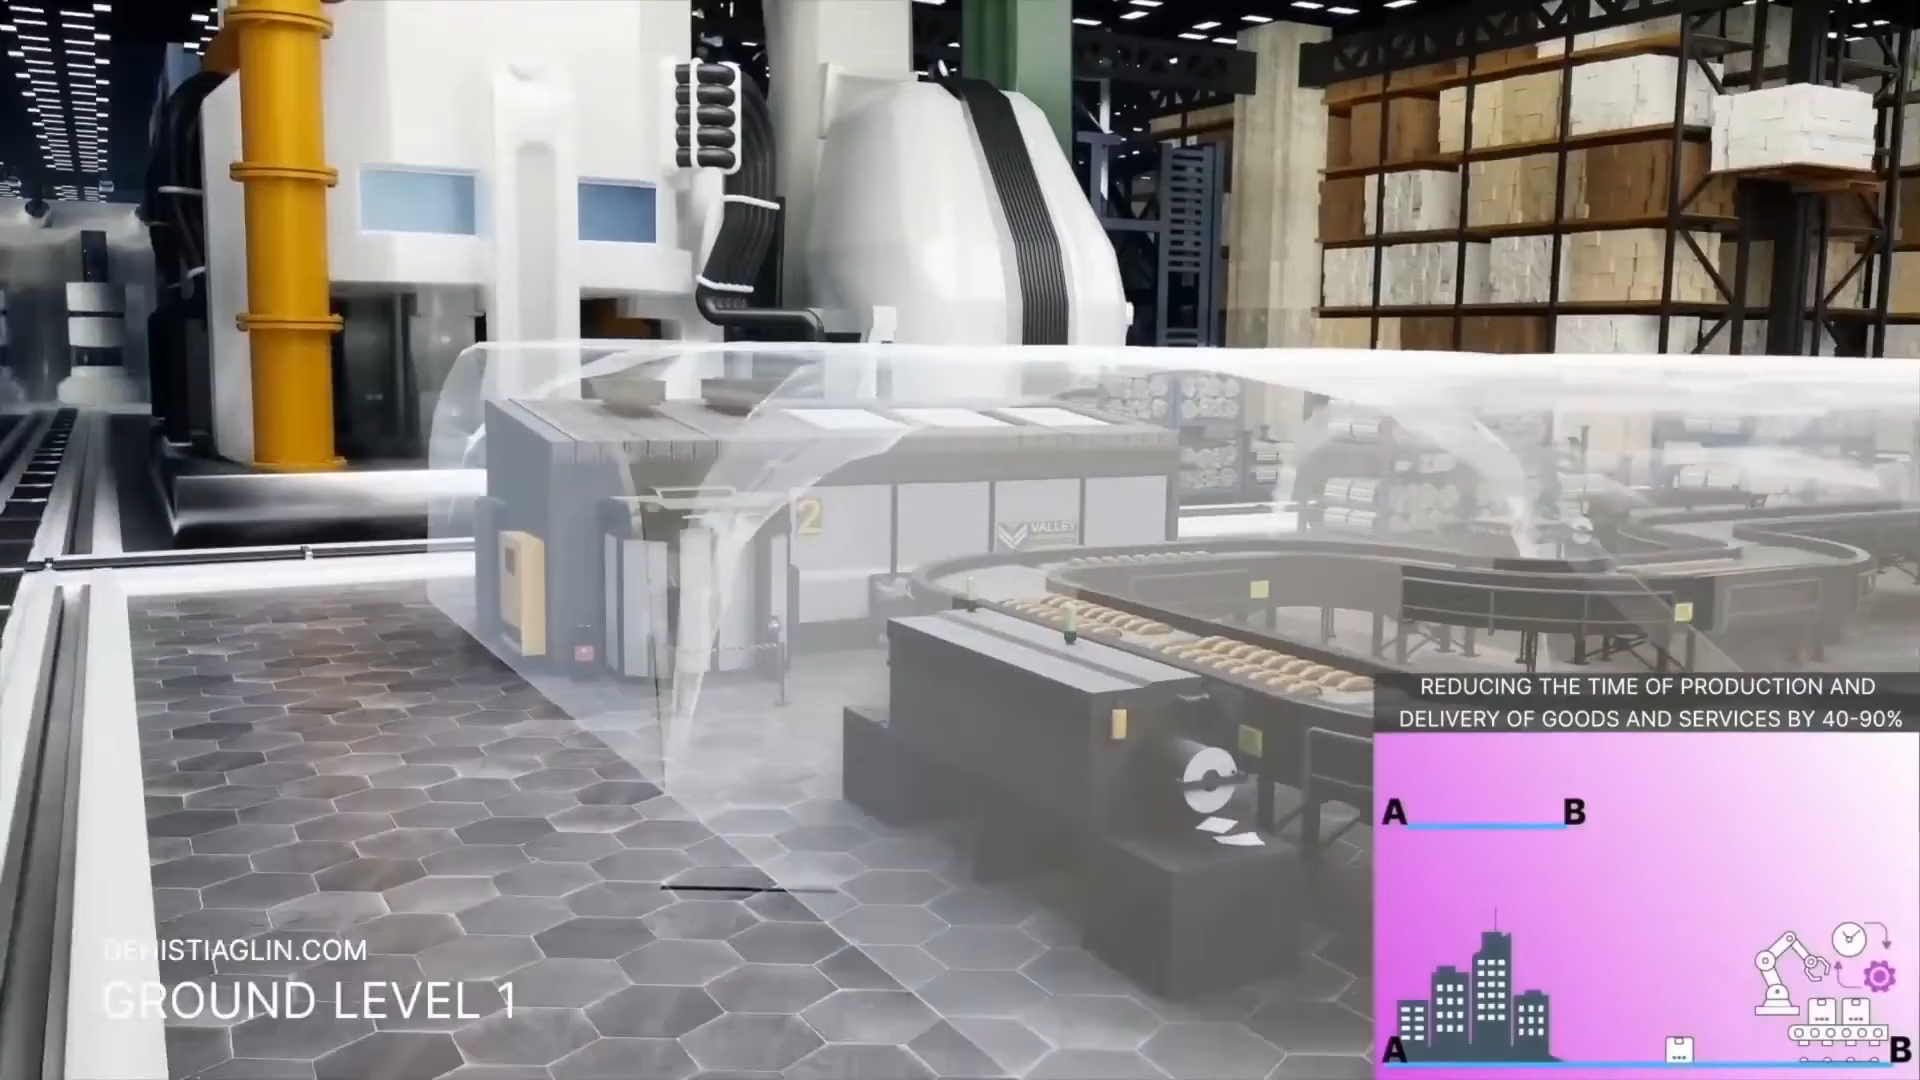 2
VALLEY
REDUCING THE TIME OF PRODUCTION AND
DELIVERY OF GOODS AND SERVICES BY 40-90%
A B
DENISTIAGLIN.COM
GROUND LEVEL 1
A B